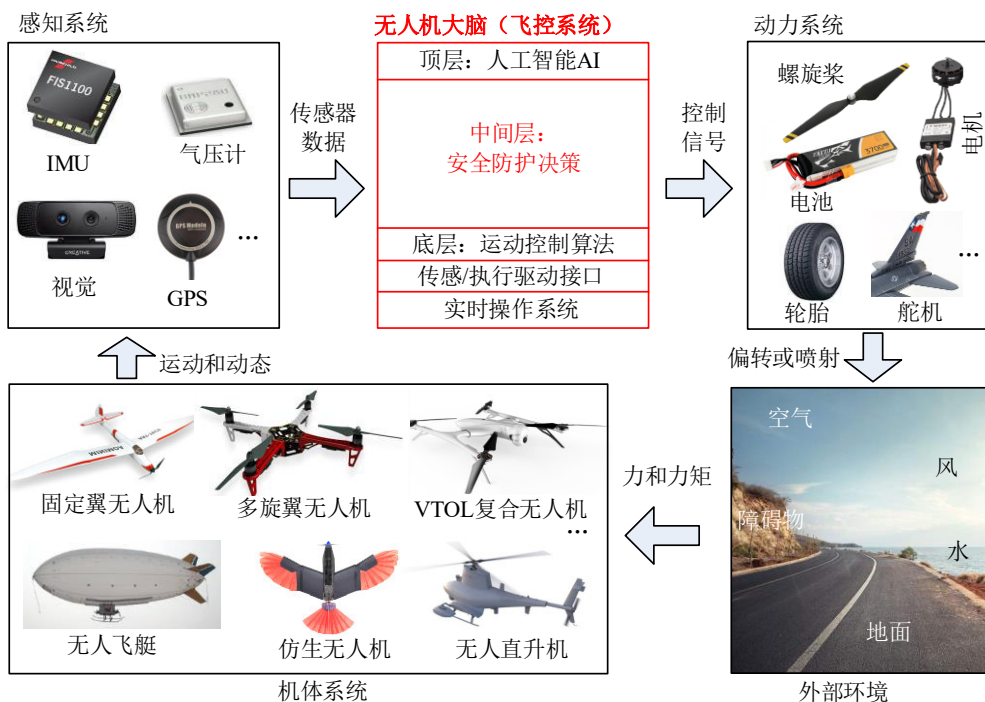 感知系统
无人机大脑（飞控系统）
动力系统
FIS1100
IMU
气压计
视觉
GPS Module
GPS
...
CREATIVE
传感器
数据
顶层：人工智能AI
中间层：
安全防护决策
底层：运动控制算法
传感/执行驱动接口
实时操作系统
控制
信号
螺旋桨
电机
3700
电池
轮胎
舵机
...
运动和动态
偏转或喷射
固定翼无人机
多旋翼无人机
VTOL复合无人机
...
无人飞艇
仿生无人机
无人直升机
机体系统
力和力矩
空气
风
障碍物
水
地面
外部环境